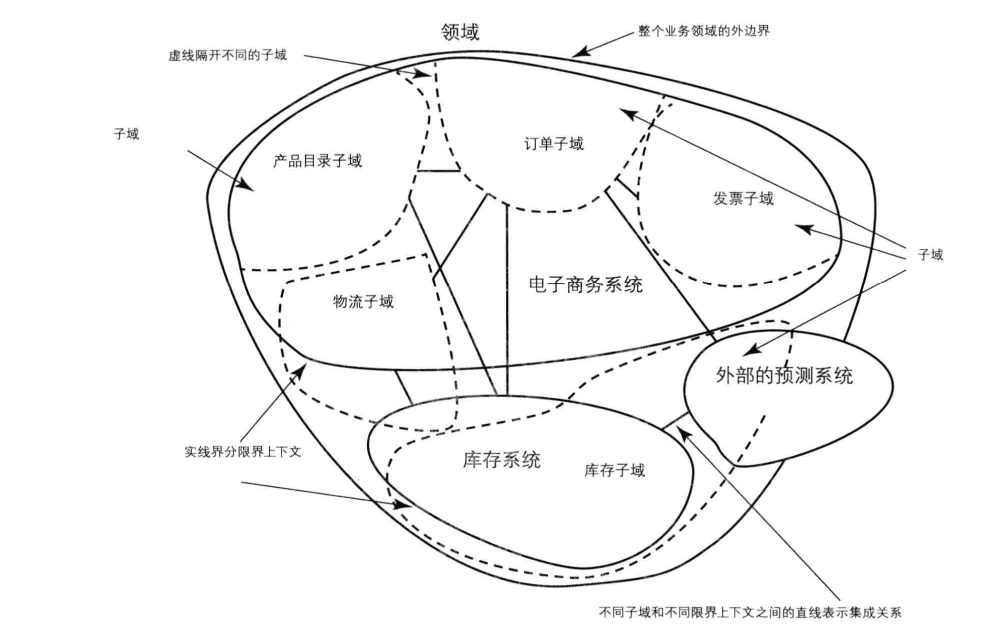 领域
整个业务领域的外边界
虚线隔开不同的子域
子域
产品目录子域
订单子域
发票子域
子域
电子商务系统
物流子域
外部的预测系统
实线界分限界上下文
库存系统
库存子域
不同子域和不同限界上下文之间的直线表示集成关系